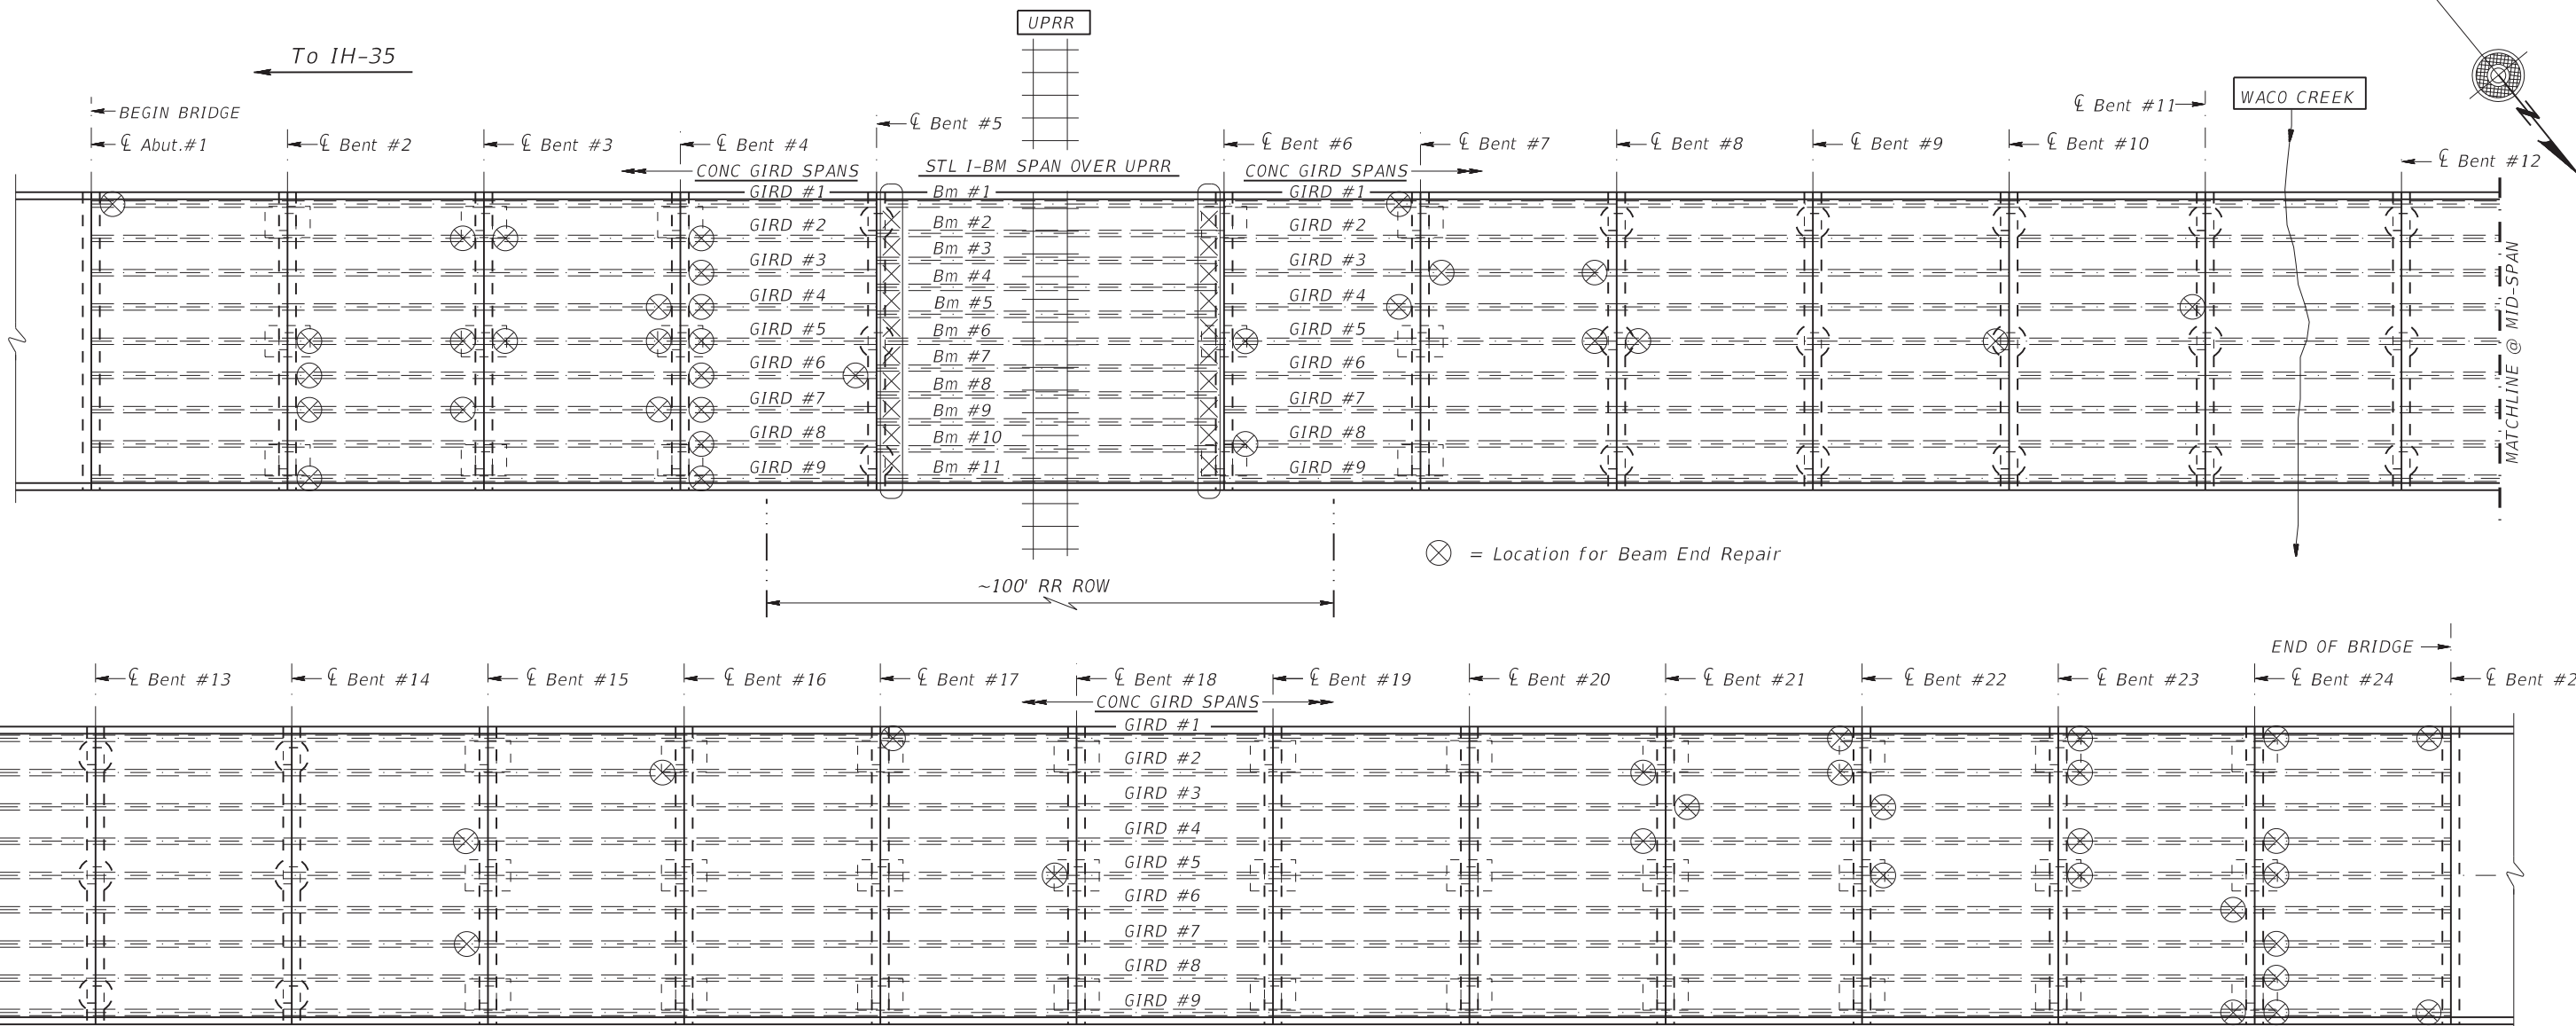 UPRR
To IH-35
WACO CREEK
BEGIN BRIDGE
℄ Bent #11
℄ Bent #5
℄ Abut.#1
℄ Bent #2
℄ Bent #3
℄ Bent #4
℄ Bent #6
℄ Bent #7
℄ Bent #8
℄ Bent #9
℄ Bent #10
℄ Bent #12
CONC GIRD SPANS
STL I-BM SPAN OVER UPRR
CONC GIRD SPANS
GIRD #1 Bm #1 GIRD #1
GIRD #2 Bm #2 GIRD #2
Bm #3
GIRD #3 GIRD #3
Bm #4
GIRD #4 Bm #5 GIRD #4
GIRD #5 Bm #6 GIRD #5
GIRD #6 Bm #7 GIRD #6
Bm #8
GIRD #7 Bm #9 GIRD #7
GIRD #8 Bm #10 GIRD #8
GIRD #9 Bm #11 GIRD #9
MATCHLINE @ MID-SPAN
= Location for Beam End Repair
~100' RR ROW
END OF BRIDGE
℄ Bent #13
℄ Bent #14
℄ Bent #15
℄ Bent #16
℄ Bent #17
℄ Bent #18
℄ Bent #19
℄ Bent #20
℄ Bent #21
℄ Bent #22
℄ Bent #23
℄ Bent #24
℄ Bent #2
CONC GIRD SPANS
GIRD #1
GIRD #2
GIRD #3
GIRD #4
GIRD #5
GIRD #6
GIRD #7
GIRD #8
GIRD #9